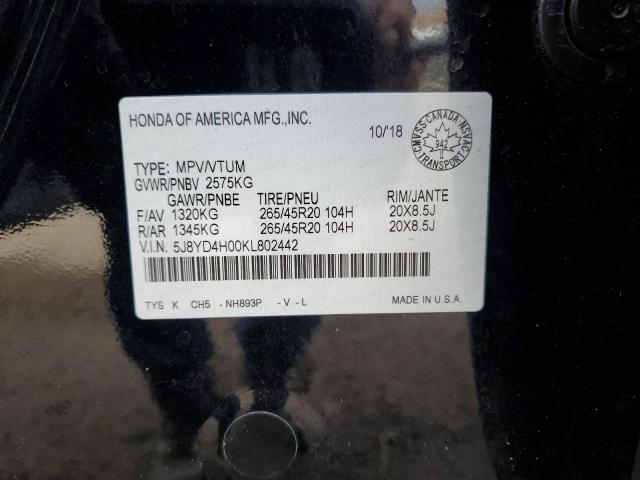 HONDA OF AMERICA MFG.,INC.
10/'18
CMVSS·CANADA·NSVAC
942
TRANSPORT
TYPE: MPV/VTUM
GVWR/PNBV 2575KG
GAWR/PNBE TIRE/PNEU RIM/JANTE
F/AV 1320KG 265/45R20 104H 20X8.5J
R/AR 1345KG 265/45R20 104H 20X8.5J
V.I.N. 5J8YD4H00KL802442
TYS K CH5 - NH893P - V - L MADE IN U.S.A.